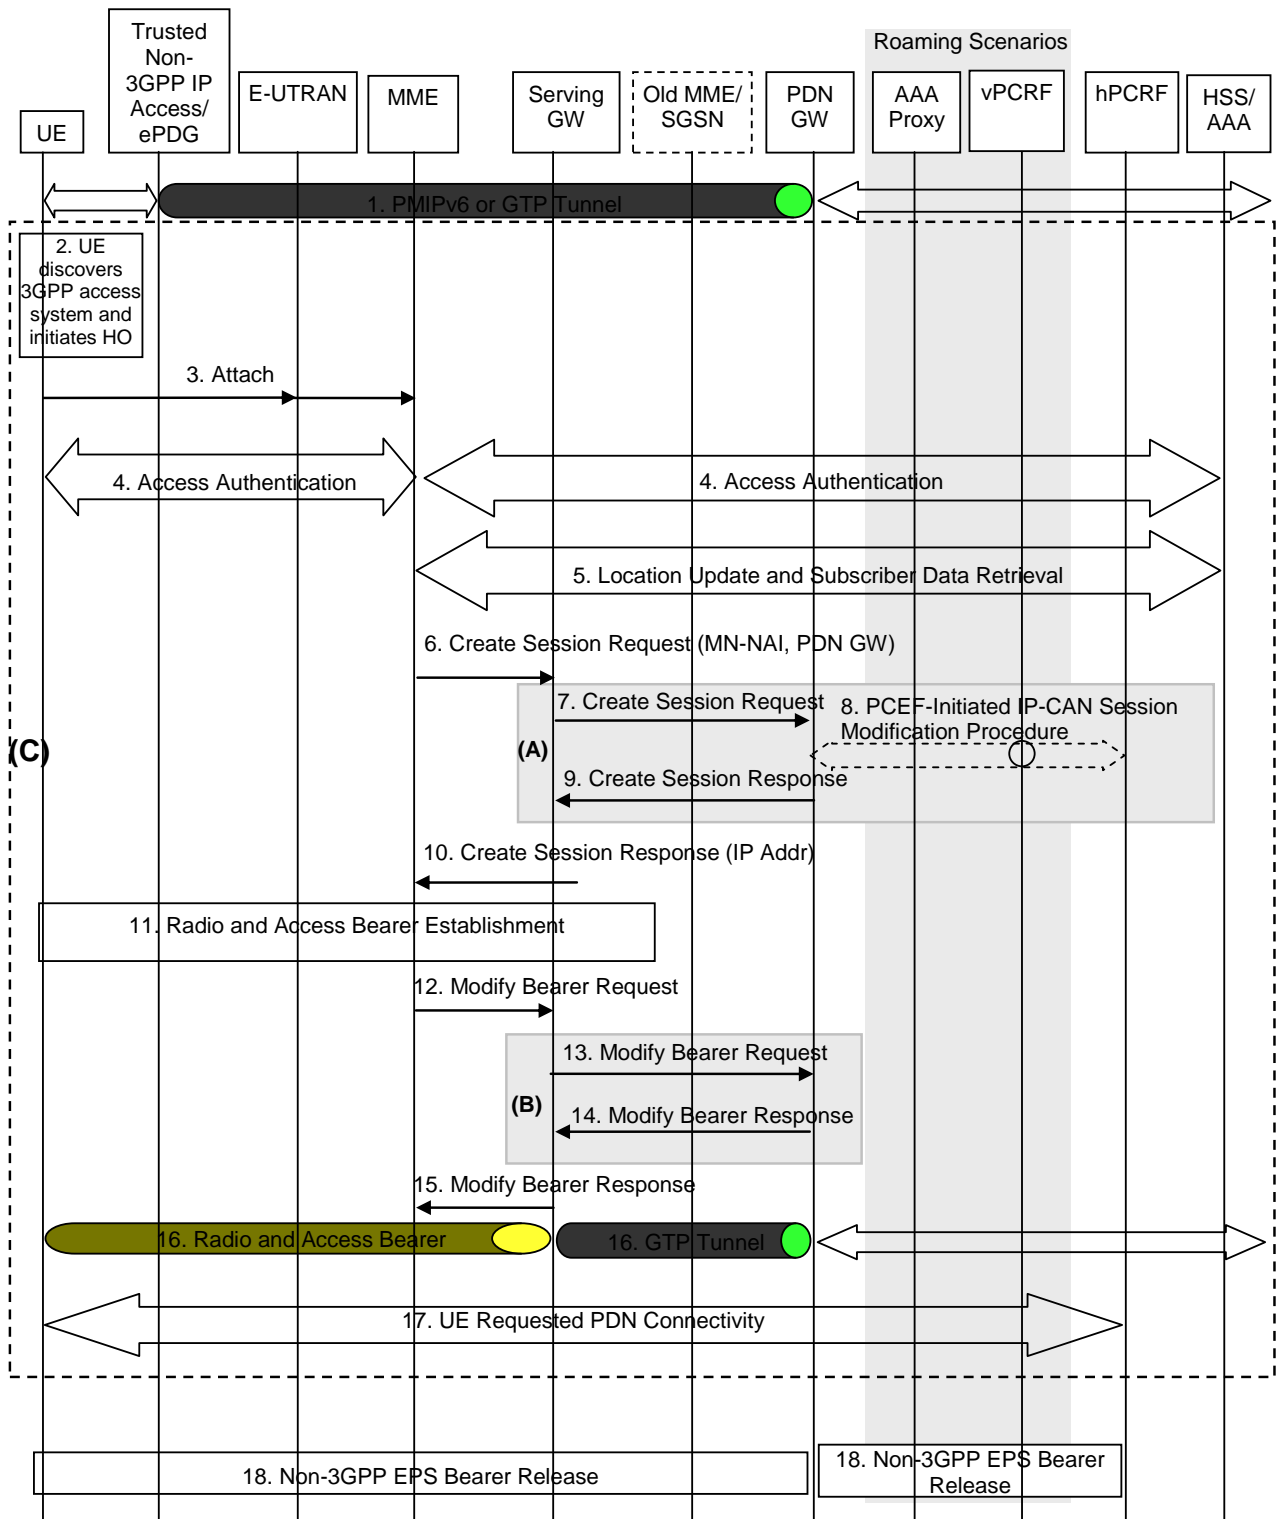 Roaming Scenarios
UE
Trusted
Non-
3GPP IP
Access/
ePDG
E-UTRAN
MME
Serving
GW
Old MME/
SGSN
PDN
GW
AAA
Proxy
vPCRF
hPCRF
HSS/
AAA
1. PMIPv6 or GTP Tunnel
2. UE
discovers
3GPP access
system and
initiates HO
3. Attach
4. Access Authentication
4. Access Authentication
5. Location Update and Subscriber Data Retrieval
6. Create Session Request (MN-NAI, PDN GW)
7. Create Session Request
8. PCEF-Initiated IP-CAN Session
Modification Procedure
(C)
(A)
9. Create Session Response
10. Create Session Response (IP Addr)
11. Radio and Access Bearer Establishment
12. Modify Bearer Request
13. Modify Bearer Request
(B)
14. Modify Bearer Response
15. Modify Bearer Response
16. Radio and Access Bearer
16. GTP Tunnel
17. UE Requested PDN Connectivity
18. Non-3GPP EPS Bearer Release
18. Non-3GPP EPS Bearer
Release